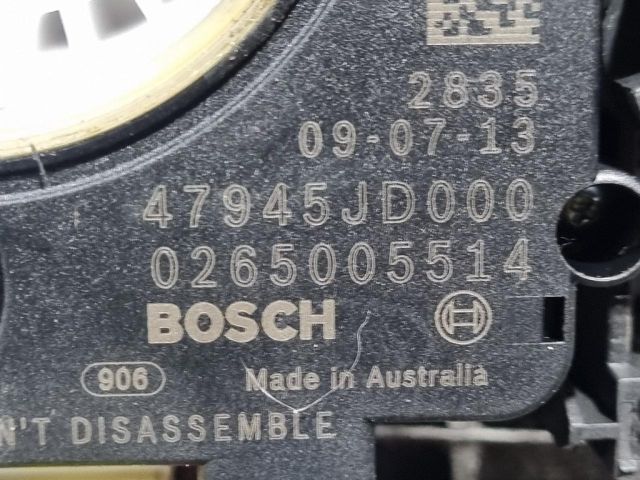 2835
09-07-13
47945JD000
0265005514
BOSCH
906 Made in Australia
N'T DISASSEMBLE